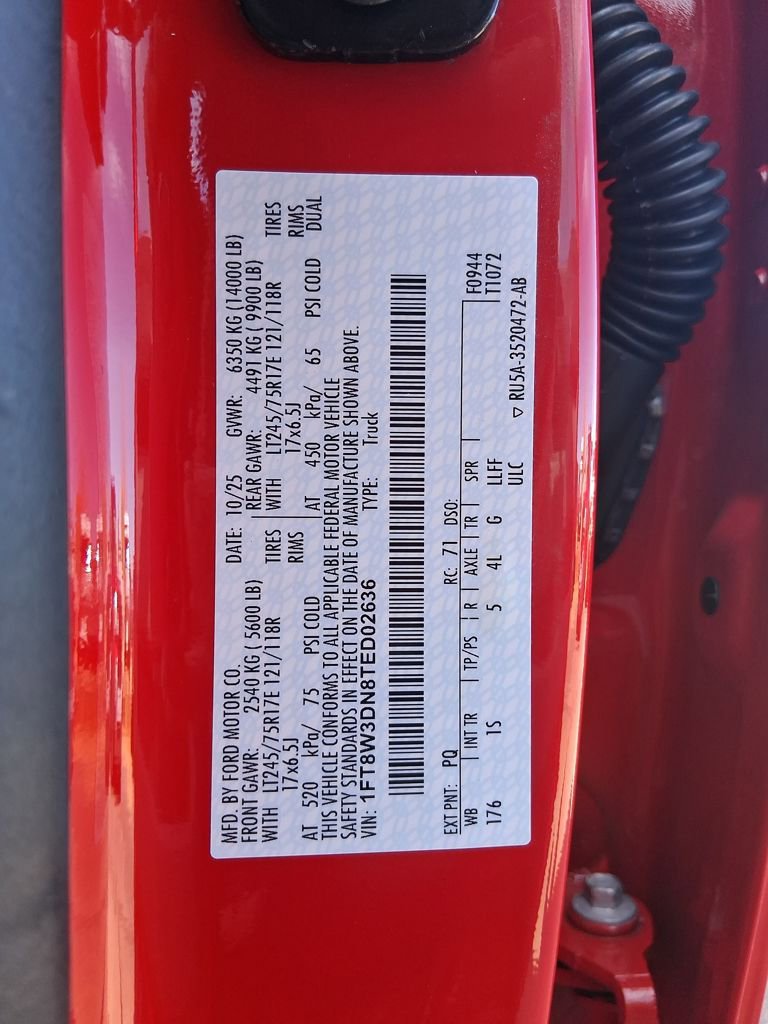 MFD. BY FORD MOTOR CO. DATE: 10/25 GVWR: 6350 KG (14000 LB)
FRONT GAWR: 2540 KG ( 5600 LB) REAR GAWR: 4491 KG ( 9900 LB)
WITH LT245/75R17E 121/118R TIRES WITH LT245/75R17E 121/118R TIRES
17x6.5J RIMS 17x6.5J RIMS
AT 520 kPa/ 75 PSI COLD AT 450 kPa/ 65 PSI COLD DUAL
THIS VEHICLE CONFORMS TO ALL APPLICABLE FEDERAL MOTOR VEHICLE
SAFETY STANDARDS IN EFFECT ON THE DATE OF MANUFACTURE SHOWN ABOVE.
VIN: 1FT8W3DN8TED02636 TYPE: Truck
EXT PNT: PQ RC: 71 DSO:
WB INT TR TP/PS R AXLE TR SPR F0944
176 1S 5 4L G LLFF T1072
ULC ▽ RU5A-3520472-AB